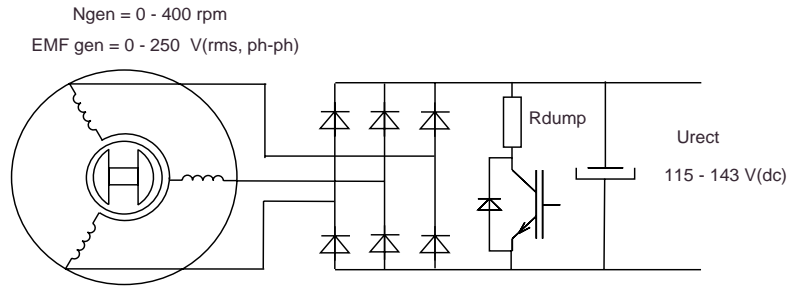 Ngen = 0 - 400 rpm
EMF gen = 0 - 250 V(rms, ph-ph)
Rdump
Urect
115 - 143 V(dc)